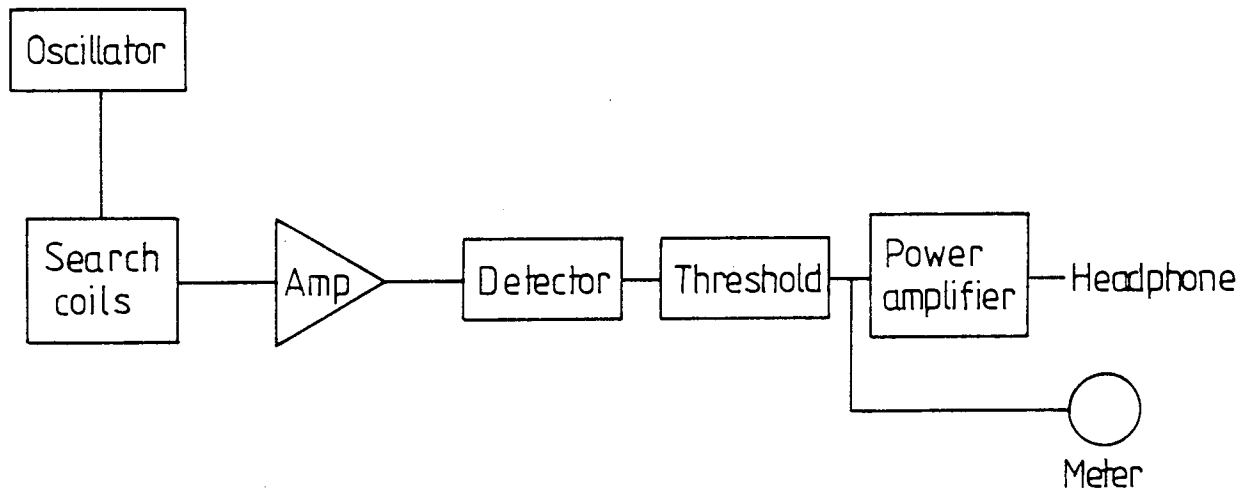 Oscillator
Search
coils
Amp
Detector
Threshold
Power
amplifier
Headphone
Meter